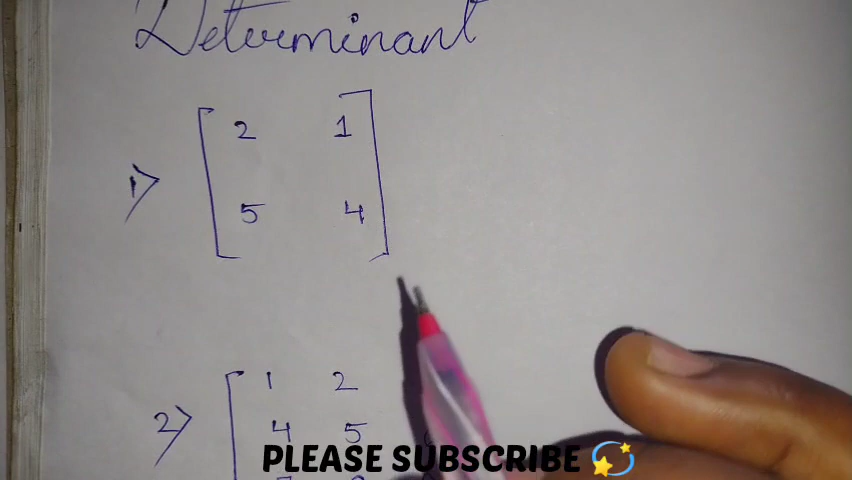 Determinant
1) [ 2 1
5 4 ]
2) [ 1 2
4 5
PLEASE SUBSCRIBE 💫